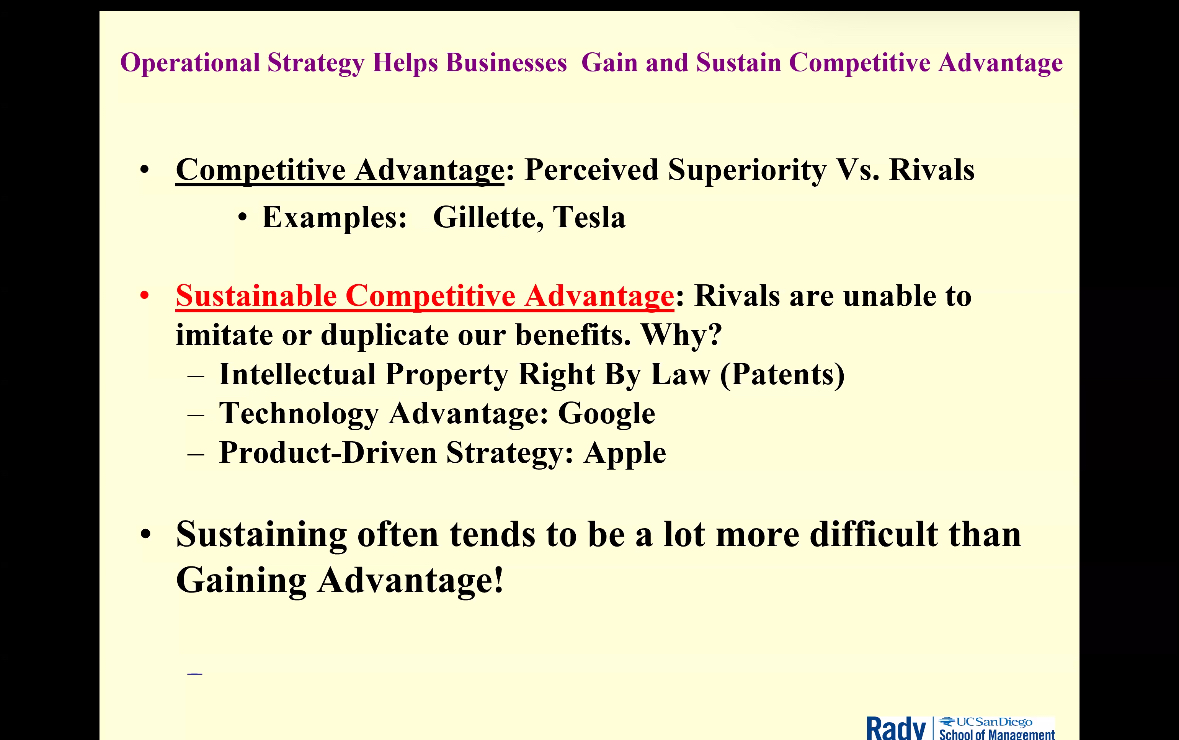 Operational Strategy Helps Businesses  Gain and Sustain Competitive Advantage
• Competitive Advantage: Perceived Superiority Vs. Rivals
• Examples:   Gillette, Tesla
• Sustainable Competitive Advantage: Rivals are unable to
imitate or duplicate our benefits. Why?
– Intellectual Property Right By Law (Patents)
– Technology Advantage: Google
– Product-Driven Strategy: Apple
• Sustaining often tends to be a lot more difficult than
Gaining Advantage!
–
Rady | UC San Diego
School of Management